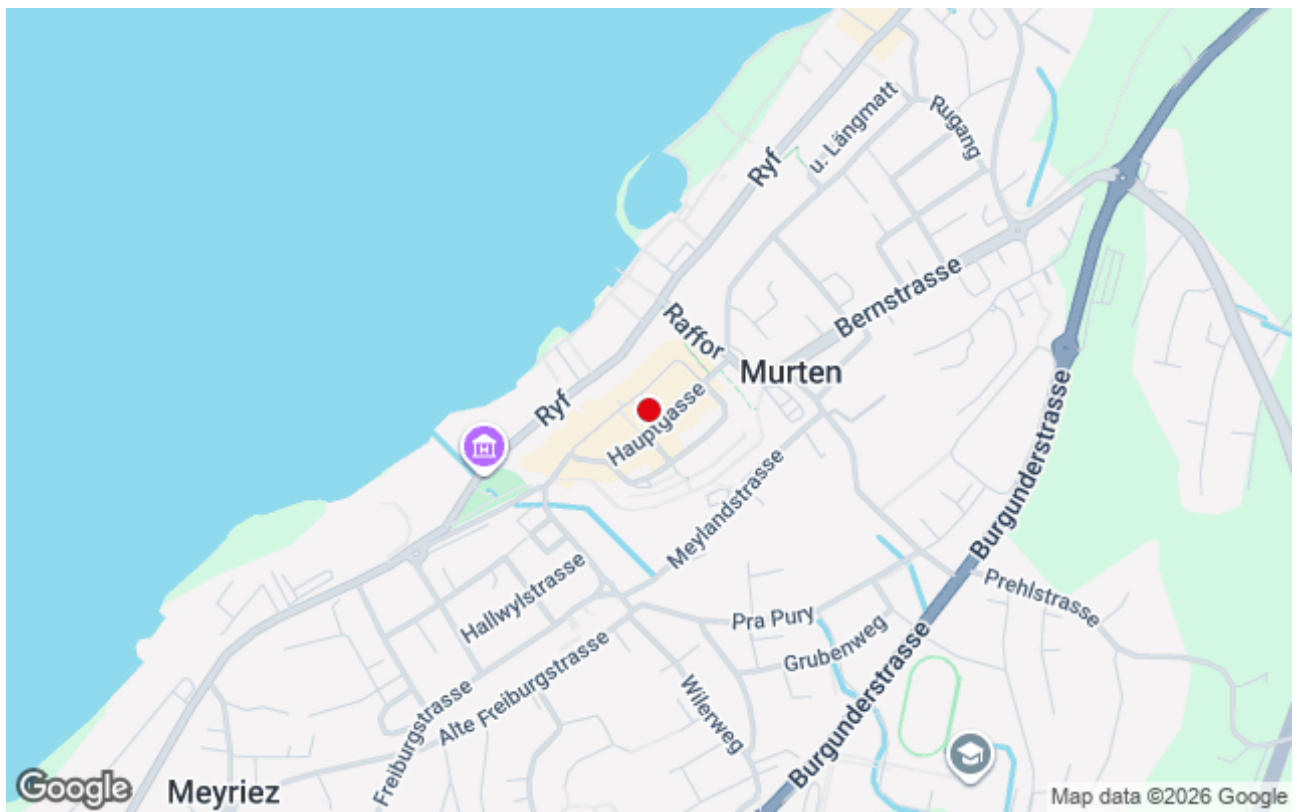 u. Längmatt
Rugang
Ryf
Bernstrasse
Raffor
Murten
Ryf
Hauptgasse
Burgunderstrasse
Meylandstrasse
Prehlstrasse
Hallwylstrasse
Pra Pury
Grubenweg
Alte Freiburgstrasse
Freiburgstrasse
Wilerweg
Burgunderstrasse
Meyriez
Google
Map data ©2026 Google